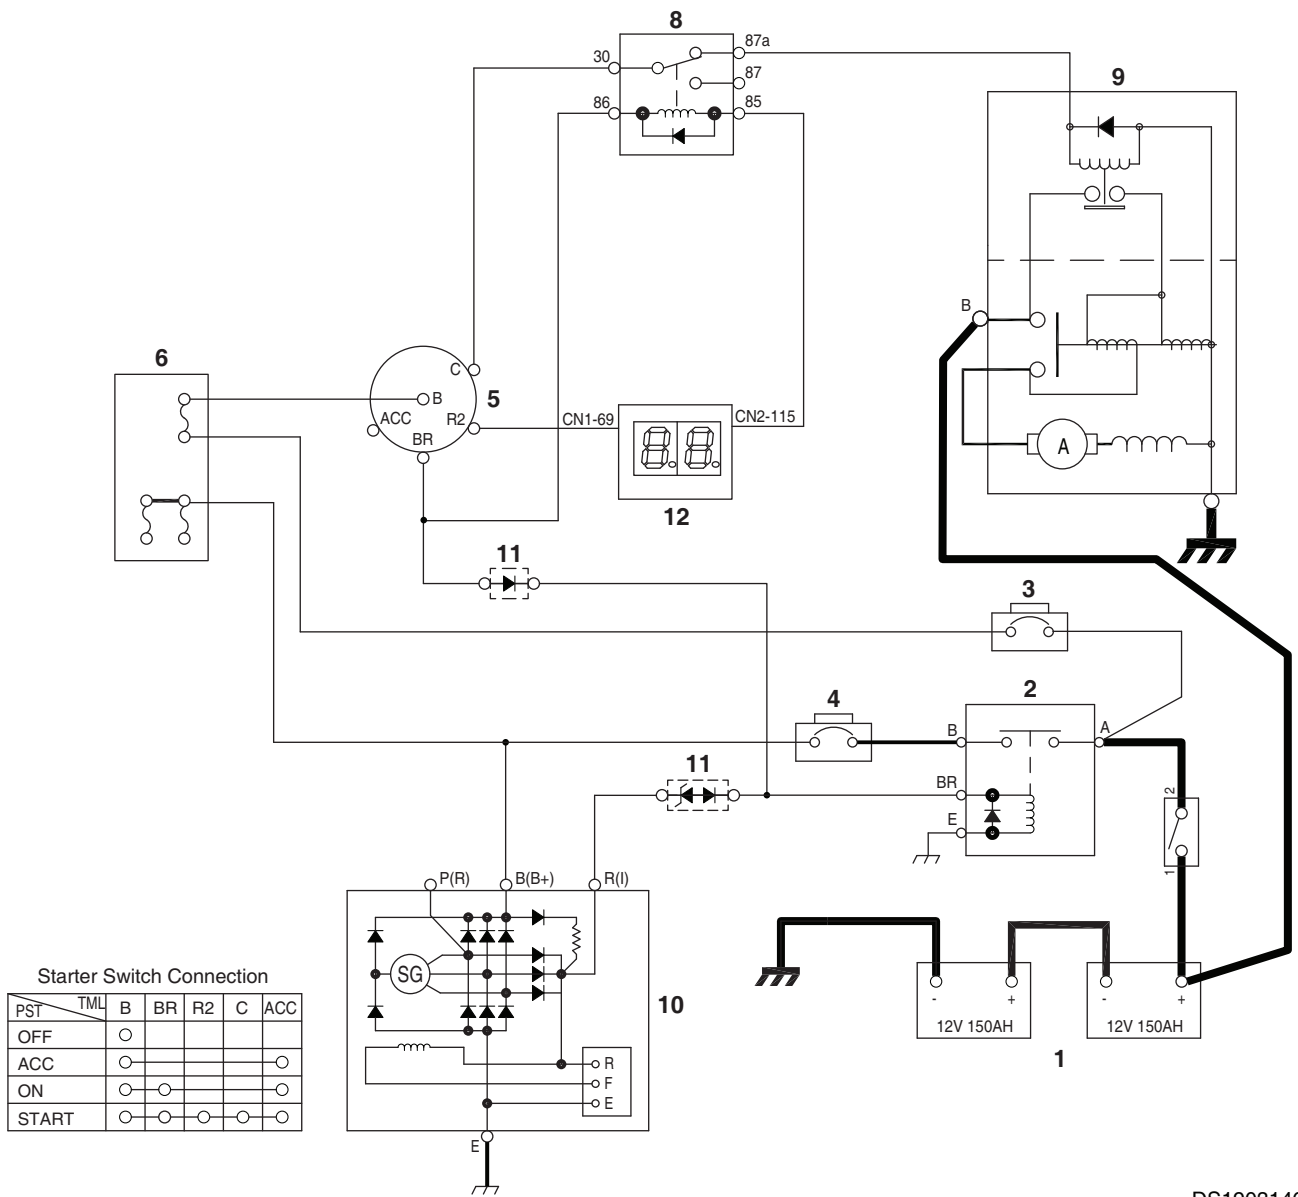 8
30
87a
87
86
85
9
B
6
C
B
5
ACC
R2
BR
CN1-69
88
CN2-115
12
A
11
3
4
2
B
A
11
BR
E
2
1
P(R)
B(B+)
R(I)
SG
10
R
F
E
E
-
+
-
+
12V 150AH
12V 150AH
1
Starter Switch Connection
PST TML B BR R2 C ACC
OFF
ACC
ON
START